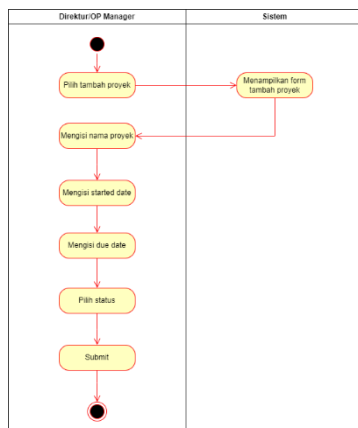 Direktur/OP Manager
Sistem
Pilih tambah proyek
Menampilkan form
tambah proyek
Mengisi nama proyek
Mengisi started date
Mengisi due date
Pilih status
Submit